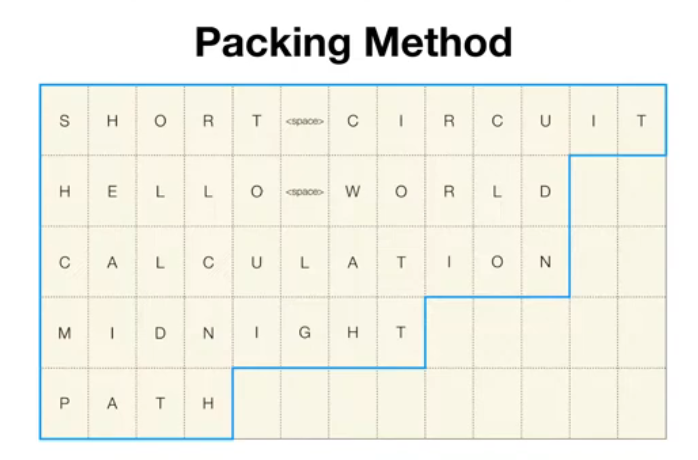 Packing Method
S H O R T <space> C I R C U I T
H E L L O <space> W O R L D
C A L C U L A T I O N
M I D N I G H T
P A T H